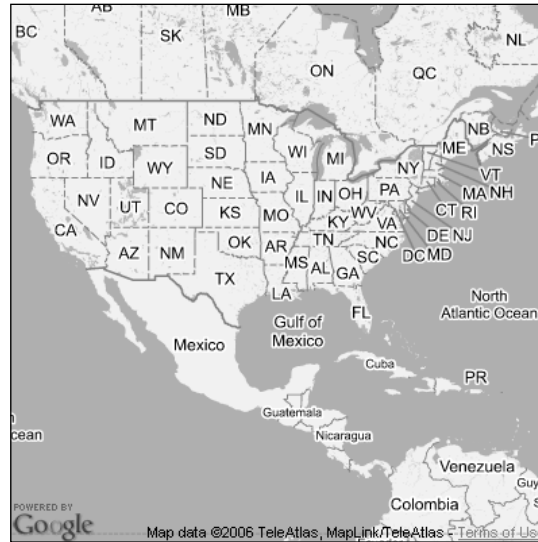 AB
MB
BC
SK
NL
ON
QC
WA
MT
ND
MN
NB
P
OR
ID
SD
WI
MI
ME
NS
WY
NY
VT
NV
UT
NE
IA
PA
MA NH
CO
IL
IN
OH
CA
KS
MO
WV
CT RI
KY
VA
AZ
NM
OK
AR
TN
NC
DE NJ
MS
AL
SC
DC MD
TX
GA
LA
FL
North
Atlantic Ocean
Gulf of
Mexico
Mexico
Cuba
PR
Guatemala
Nicaragua
n
cean
Venezuela
Guy
Colombia
POWERED BY
Google
Map data ©2006 TeleAtlas, MapLink/TeleAtlas - Terms of Us